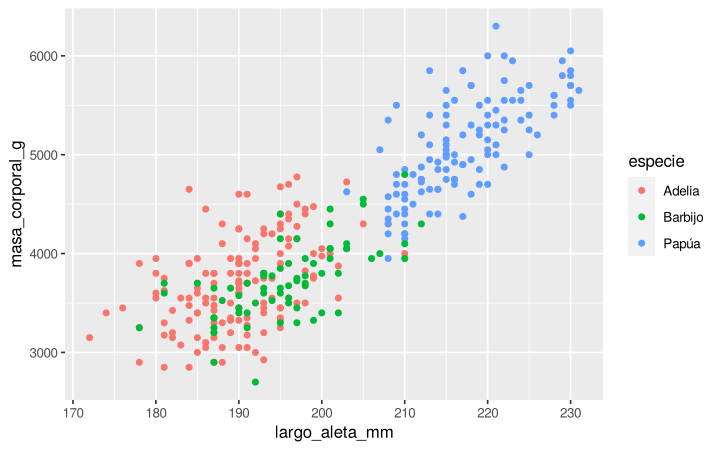 6000
5000
4000
3000
masa_corporal_g
170 180 190 200 210 220 230
largo_aleta_mm
especie
Adelia
Barbijo
Papúa